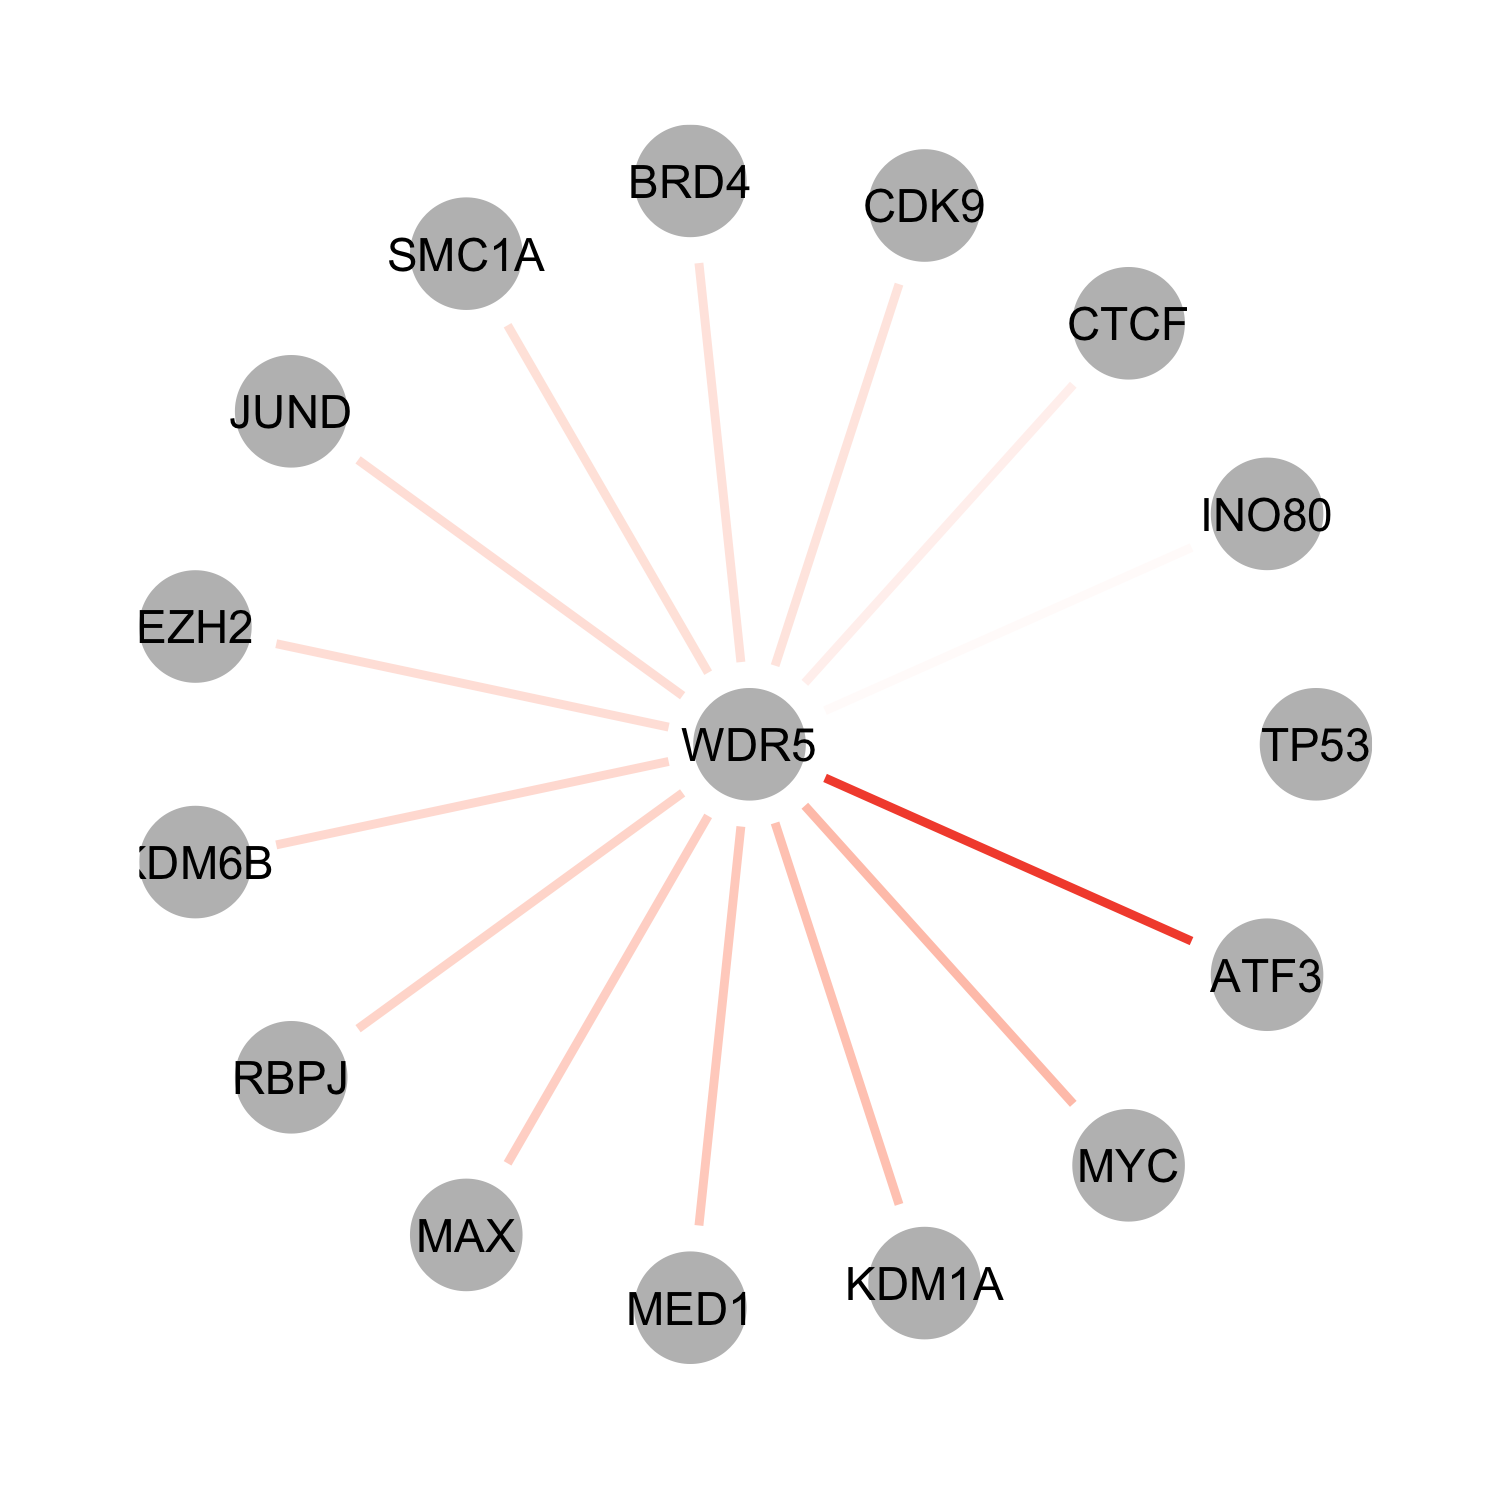 BRD4
CDK9
SMC1A
CTCF
JUND
INO80
EZH2
WDR5
TP53
KDM6B
ATF3
RBPJ
MYC
MAX
KDM1A
MED1